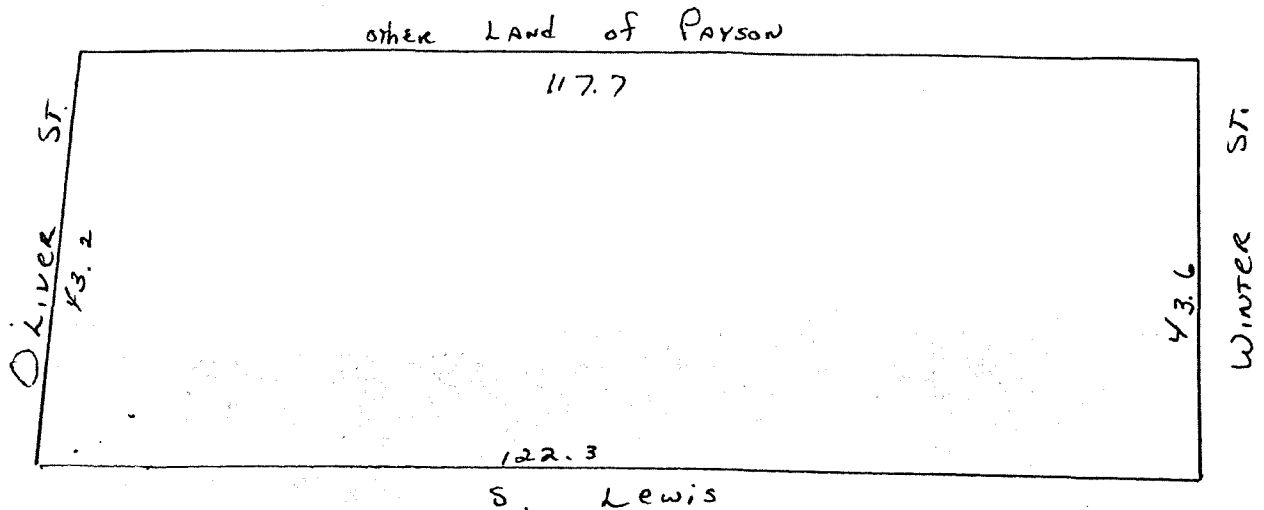 other Land of Payson
117.7
Oliver St.
43.2
43.6
Winter St.
122.3
S. Lewis